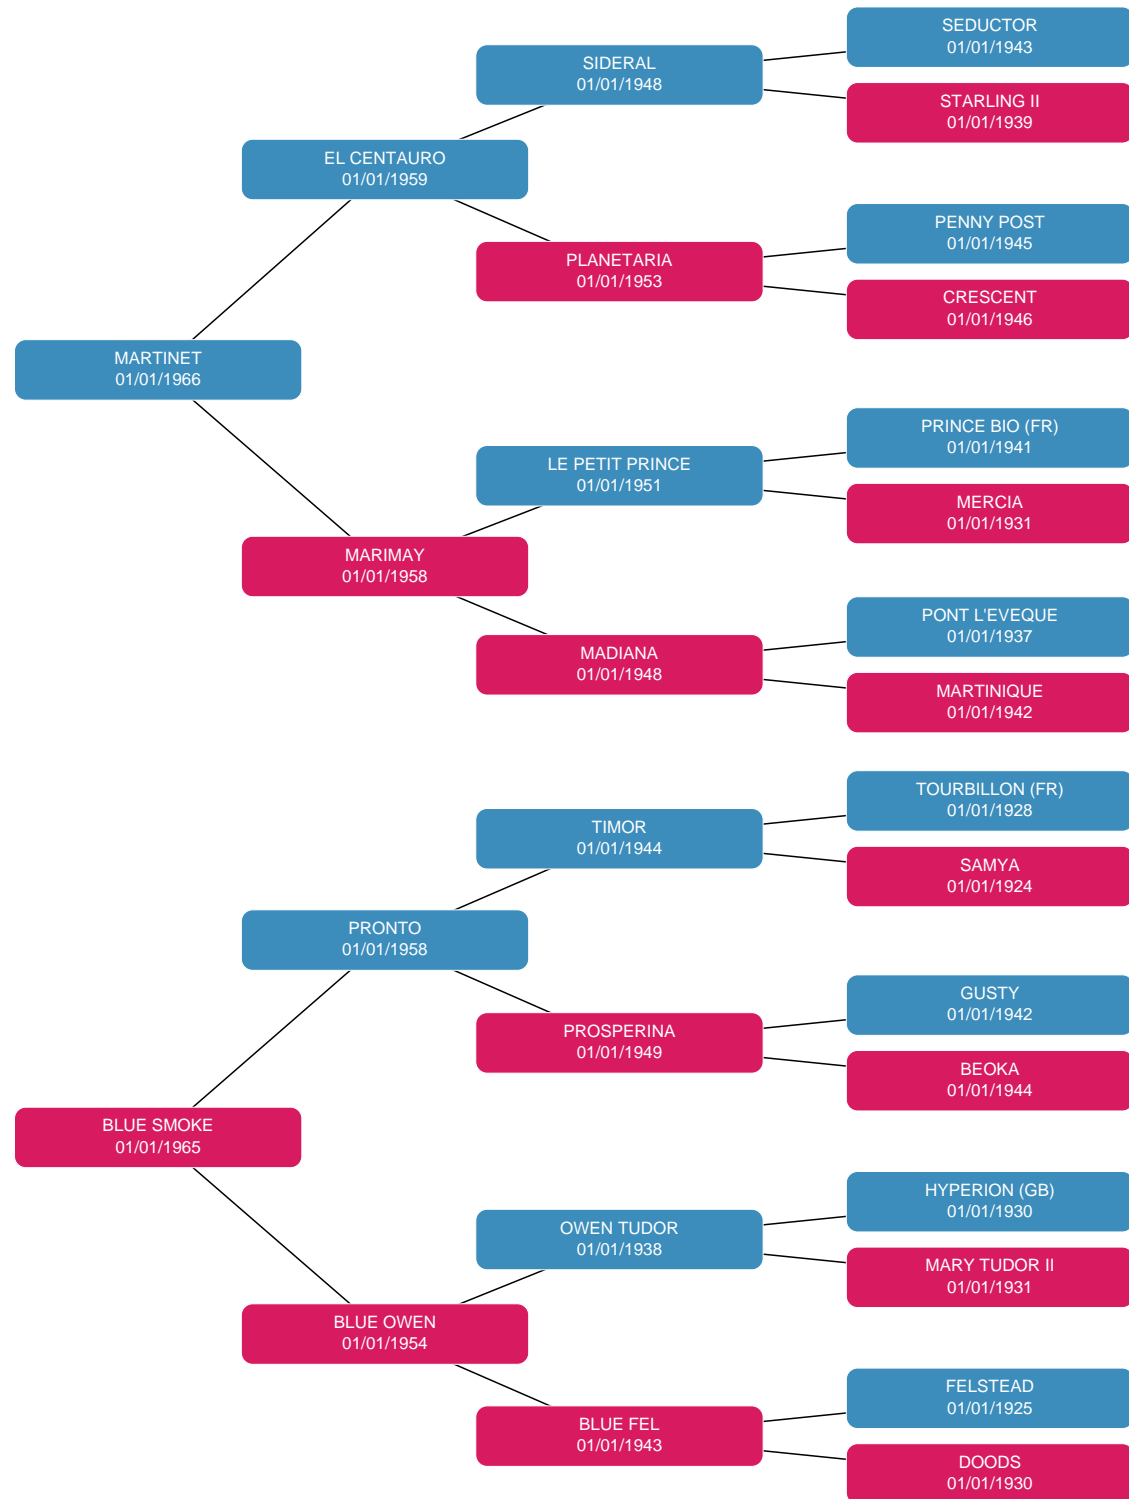 SEDUCTOR
01/01/1943
SIDERAL
01/01/1948
STARLING II
01/01/1939
EL CENTAURO
01/01/1959
PENNY POST
01/01/1945
PLANETARIA
01/01/1953
CRESCENT
01/01/1946
MARTINET
01/01/1966
PRINCE BIO (FR)
01/01/1941
LE PETIT PRINCE
01/01/1951
MERCIA
01/01/1931
MARIMAY
01/01/1958
PONT L'EVEQUE
01/01/1937
MADIANA
01/01/1948
MARTINIQUE
01/01/1942
TOURBILLON (FR)
01/01/1928
TIMOR
01/01/1944
SAMYA
01/01/1924
PRONTO
01/01/1958
GUSTY
01/01/1942
PROSPERINA
01/01/1949
BEOKA
01/01/1944
BLUE SMOKE
01/01/1965
HYPERION (GB)
01/01/1930
OWEN TUDOR
01/01/1938
MARY TUDOR II
01/01/1931
BLUE OWEN
01/01/1954
FELSTEAD
01/01/1925
BLUE FEL
01/01/1943
DOODS
01/01/1930